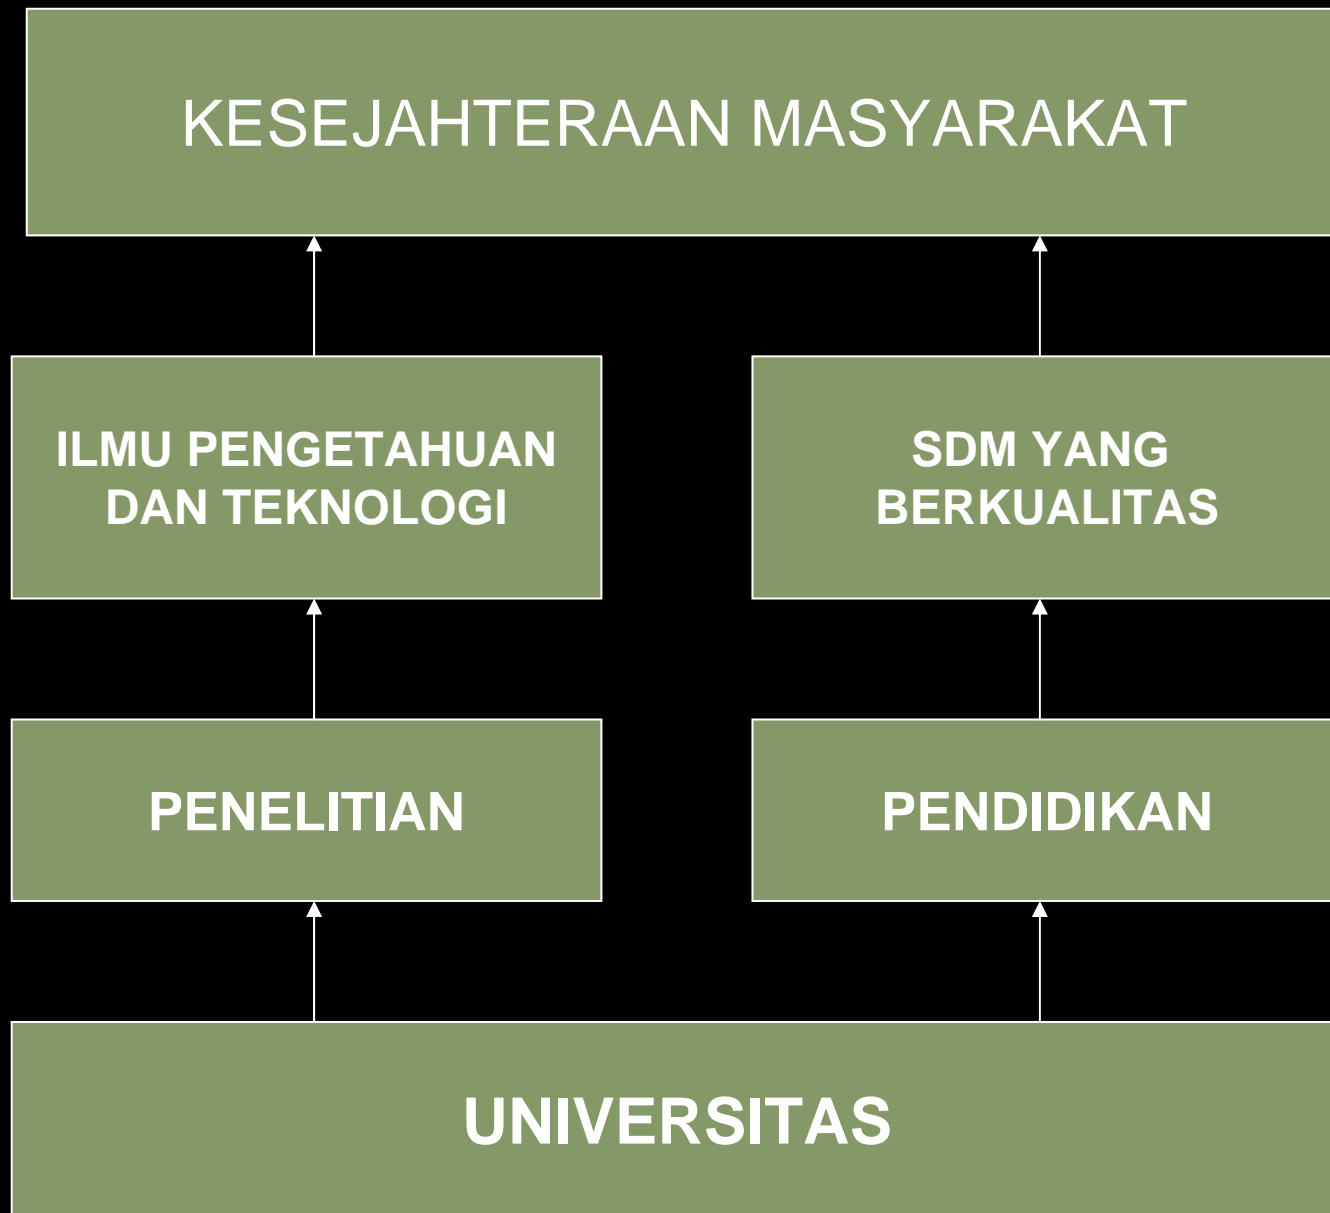 KESEJAHTERAAN MASYARAKAT
ILMU PENGETAHUAN
DAN TEKNOLOGI
SDM YANG
BERKUALITAS
PENELITIAN
PENDIDIKAN
UNIVERSITAS